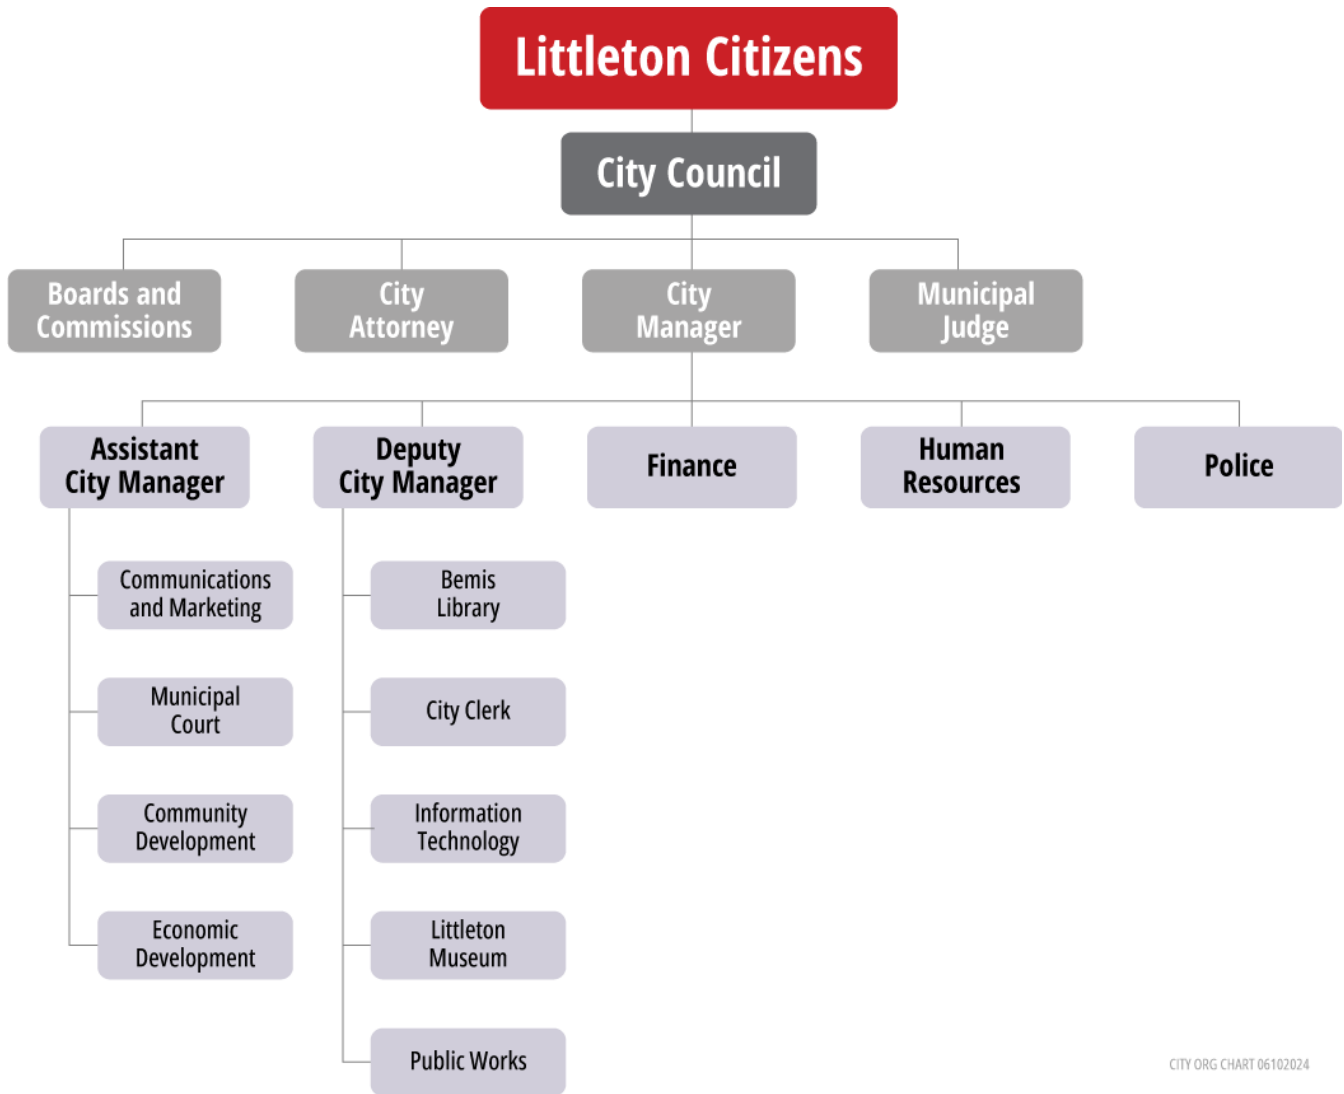 Littleton Citizens
City Council
Boards and
Commissions
City
Attorney
City
Manager
Municipal
Judge
Assistant
City Manager
Deputy
City Manager
Finance
Human
Resources
Police
Communications
and Marketing
Municipal
Court
Community
Development
Economic
Development
Bemis
Library
City Clerk
Information
Technology
Littleton
Museum
Public Works
CITY ORG CHART 06102024